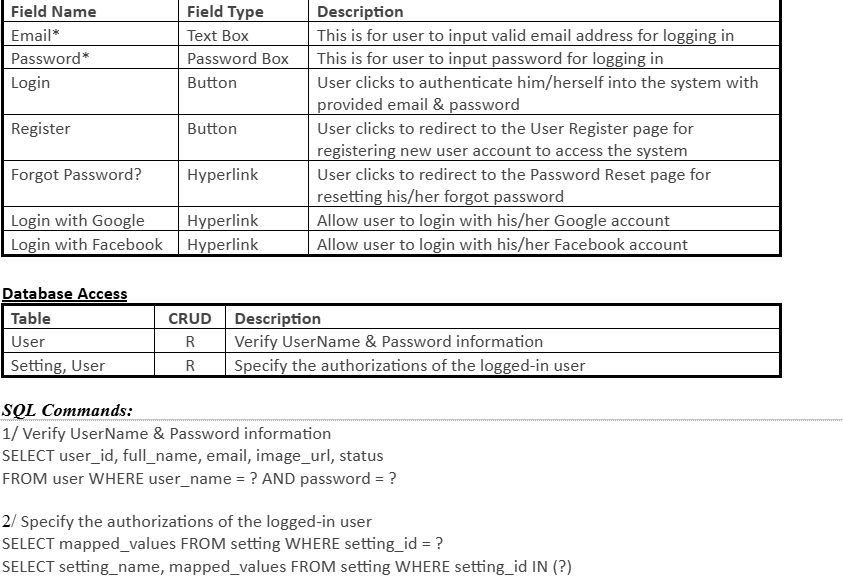 Field Name Field Type Description
Email* Text Box This is for user to input valid email address for logging in
Password* Password Box This is for user to input password for logging in
Login Button User clicks to authenticate him/herself into the system with
provided email & password
Register Button User clicks to redirect to the User Register page for
registering new user account to access the system
Forgot Password? Hyperlink User clicks to redirect to the Password Reset page for
resetting his/her forgot password
Login with Google Hyperlink Allow user to login with his/her Google account
Login with Facebook Hyperlink Allow user to login with his/her Facebook account
Database Access
Table CRUD Description
User R Verify UserName & Password information
Setting, User R Specify the authorizations of the logged-in user
SQL Commands:
1/ Verify UserName & Password information
SELECT user_id, full_name, email, image_url, status
FROM user WHERE user_name = ? AND password = ?
2/ Specify the authorizations of the logged-in user
SELECT mapped_values FROM setting WHERE setting_id = ?
SELECT setting_name, mapped_values FROM setting WHERE setting_id IN (?)